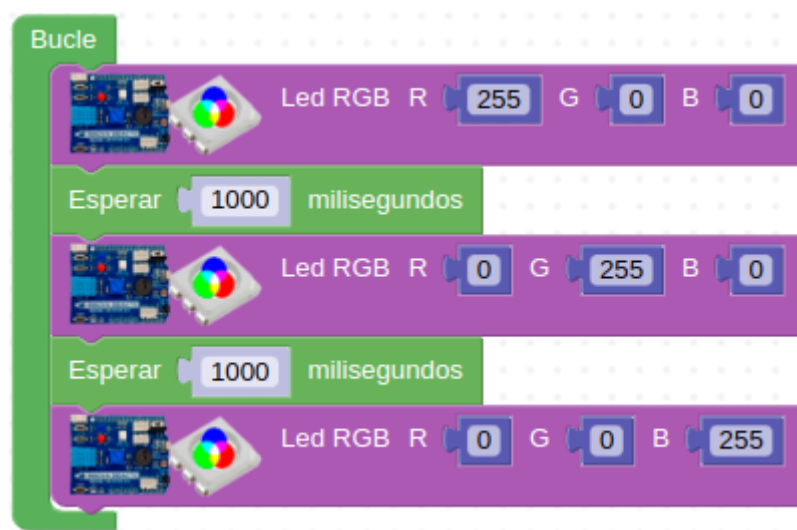 Bucle
Led RGB R 255 G 0 B 0
Esperar 1000 milisegundos
Led RGB R 0 G 255 B 0
Esperar 1000 milisegundos
Led RGB R 0 G 0 B 255